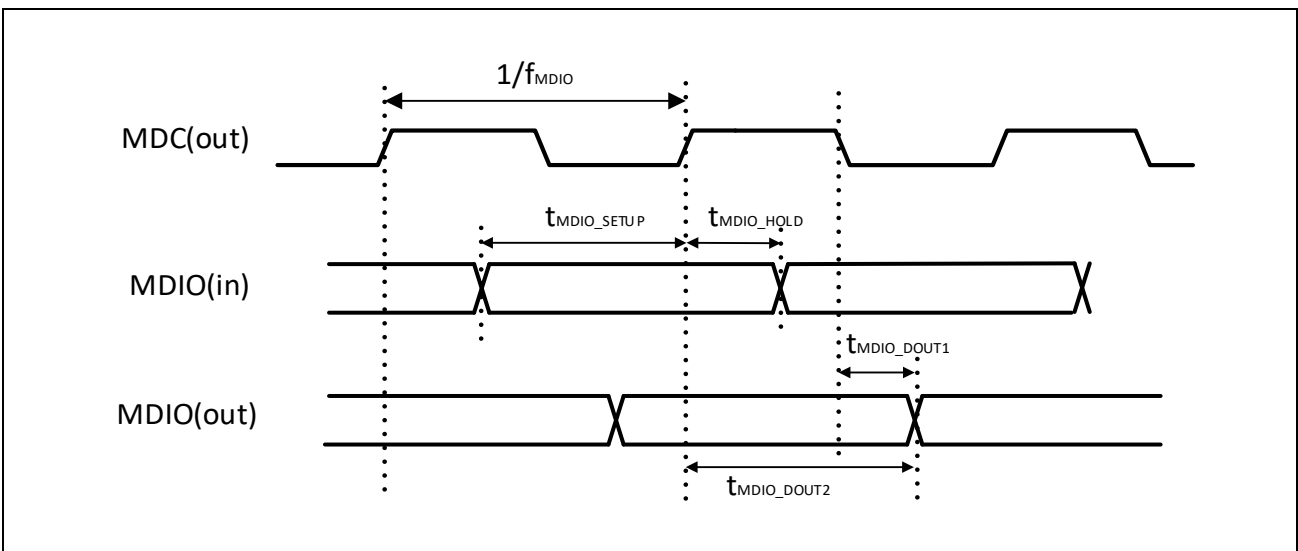 1/fMDIO
MDC(out)
tMDIO_SETUP tMDIO_HOLD
MDIO(in)
tMDIO_DOUT1
MDIO(out)
tMDIO_DOUT2